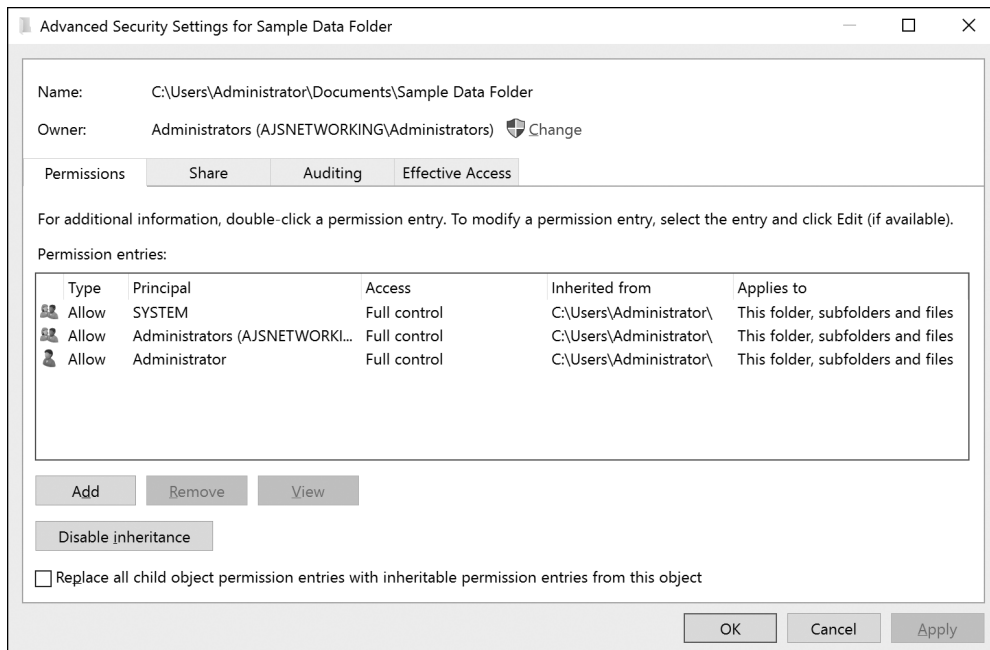 Advanced Security Settings for Sample Data Folder
Name: C:\Users\Administrator\Documents\Sample Data Folder
Owner: Administrators (AJSNETWORKING\Administrators) Change
Permissions Share Auditing Effective Access
For additional information, double-click a permission entry. To modify a permission entry, select the entry and click Edit (if available).
Permission entries:
Type Principal Access Inherited from Applies to
Allow SYSTEM Full control C:\Users\Administrator\ This folder, subfolders and files
Allow Administrators (AJSNETWORKI... Full control C:\Users\Administrator\ This folder, subfolders and files
Allow Administrator Full control C:\Users\Administrator\ This folder, subfolders and files
Add Remove View
Disable inheritance
Replace all child object permission entries with inheritable permission entries from this object
OK Cancel Apply